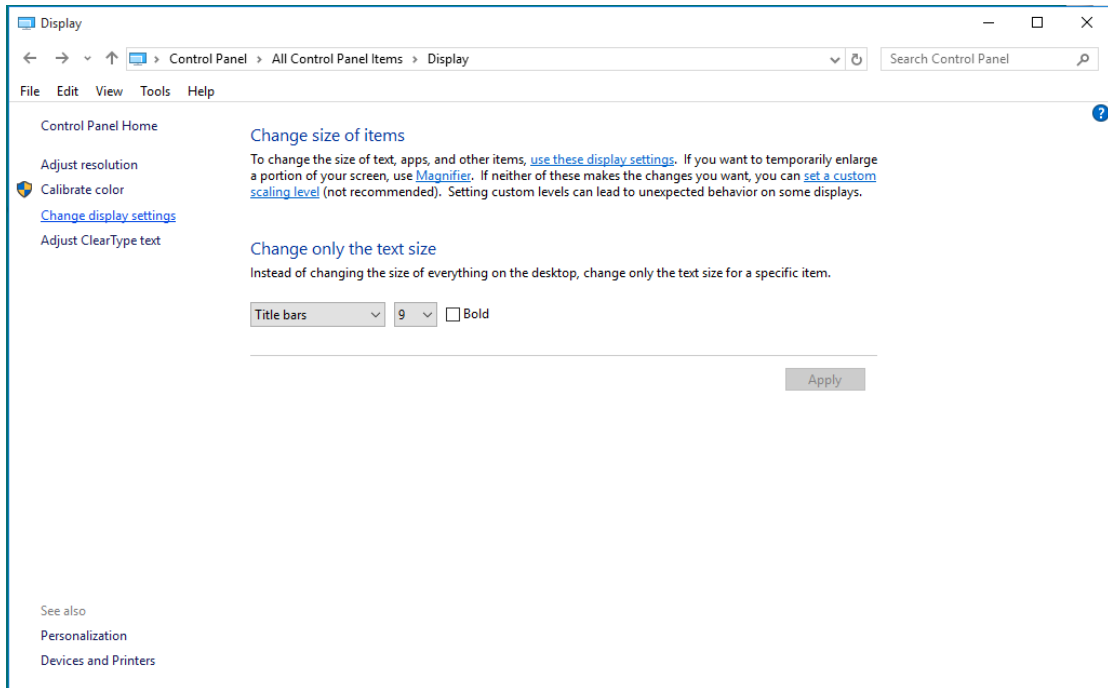 Display
Control Panel > All Control Panel Items > Display
Search Control Panel
File Edit View Tools Help
?
Control Panel Home
Adjust resolution
Calibrate color
Change display settings
Adjust ClearType text
Change size of items
To change the size of text, apps, and other items, use these display settings. If you want to temporarily enlarge
a portion of your screen, use Magnifier. If neither of these makes the changes you want, you can set a custom
scaling level (not recommended). Setting custom levels can lead to unexpected behavior on some displays.
Change only the text size
Instead of changing the size of everything on the desktop, change only the text size for a specific item.
Title bars 9 Bold
Apply
See also
Personalization
Devices and Printers